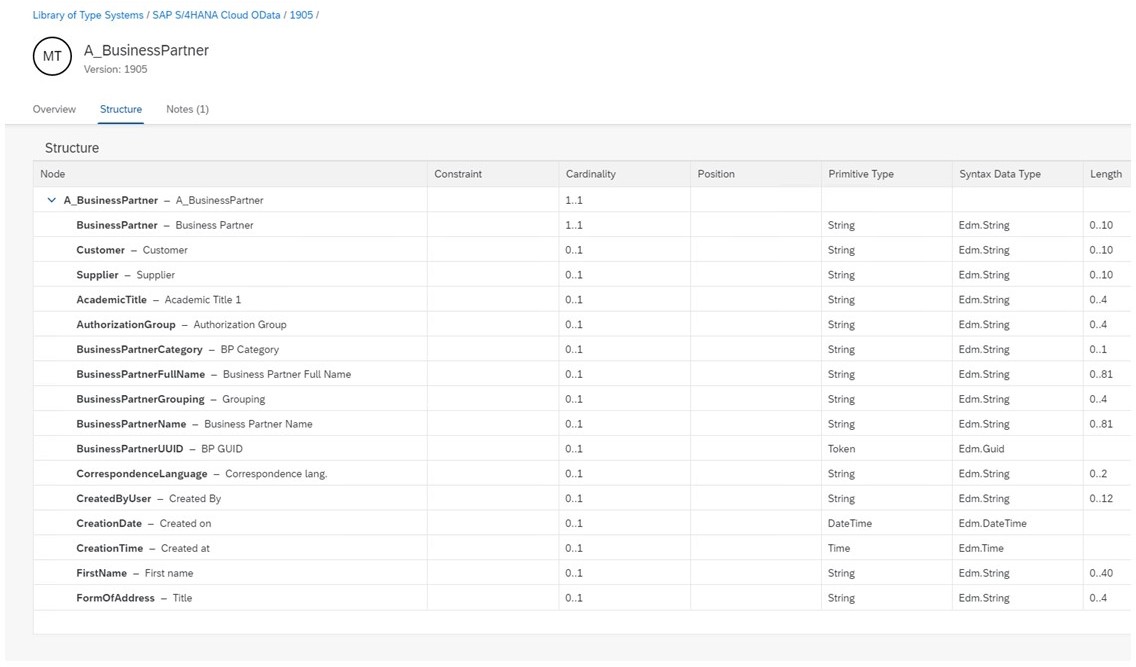 Library of Type Systems / SAP S/4HANA Cloud OData / 1905 /
MT
A_BusinessPartner
Version: 1905
Overview Structure Notes (1)
Structure
Node Constraint Cardinality Position Primitive Type Syntax Data Type Length
A_BusinessPartner – A_BusinessPartner 1..1
BusinessPartner – Business Partner 1..1 String Edm.String 0..10
Customer – Customer 0..1 String Edm.String 0..10
Supplier – Supplier 0..1 String Edm.String 0..10
AcademicTitle – Academic Title 1 0..1 String Edm.String 0..4
AuthorizationGroup – Authorization Group 0..1 String Edm.String 0..4
BusinessPartnerCategory – BP Category 0..1 String Edm.String 0..1
BusinessPartnerFullName – Business Partner Full Name 0..1 String Edm.String 0..81
BusinessPartnerGrouping – Grouping 0..1 String Edm.String 0..4
BusinessPartnerName – Business Partner Name 0..1 String Edm.String 0..81
BusinessPartnerUUID – BP GUID 0..1 Token Edm.Guid
CorrespondenceLanguage – Correspondence lang. 0..1 String Edm.String 0..2
CreatedByUser – Created By 0..1 String Edm.String 0..12
CreationDate – Created on 0..1 DateTime Edm.DateTime
CreationTime – Created at 0..1 Time Edm.Time
FirstName – First name 0..1 String Edm.String 0..40
FormOfAddress – Title 0..1 String Edm.String 0..4